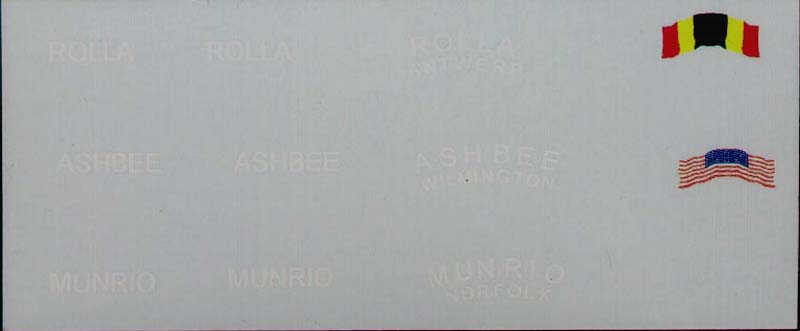 ROLLA ROLLA ROLLA
ANTWERP
ASHBEE ASHBEE ASHBEE
WILMINGTON
MUNRIO MUNRIO MUNRIO
NORFOLK